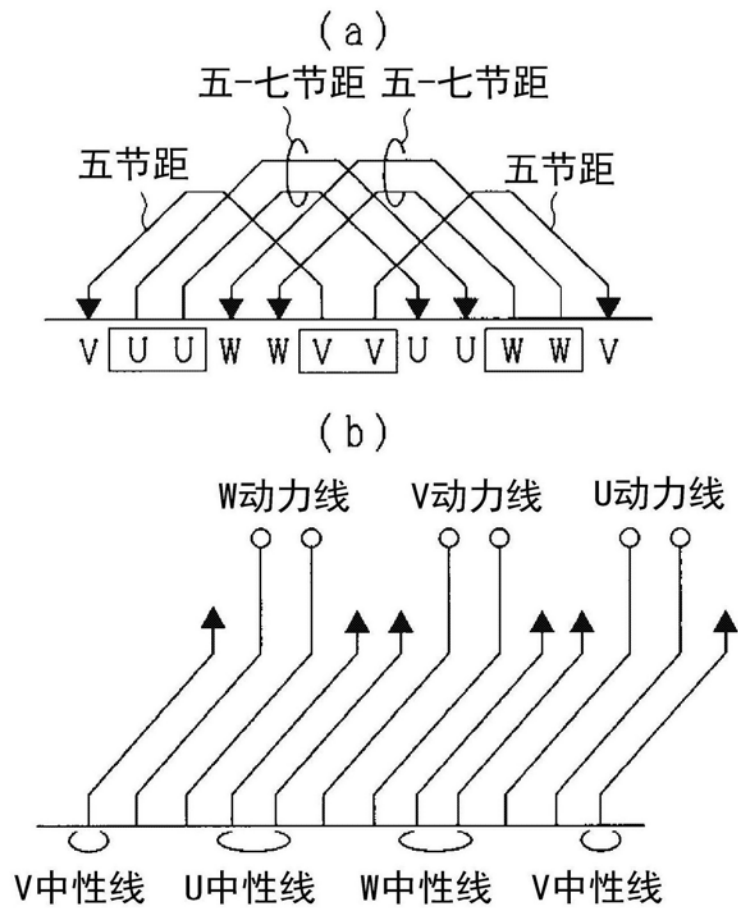 (a)
五-七节距 五-七节距
五节距 五节距
V U U W W V V U U W W V
(b)
W动力线 V动力线 U动力线
V中性线 U中性线 W中性线 V中性线